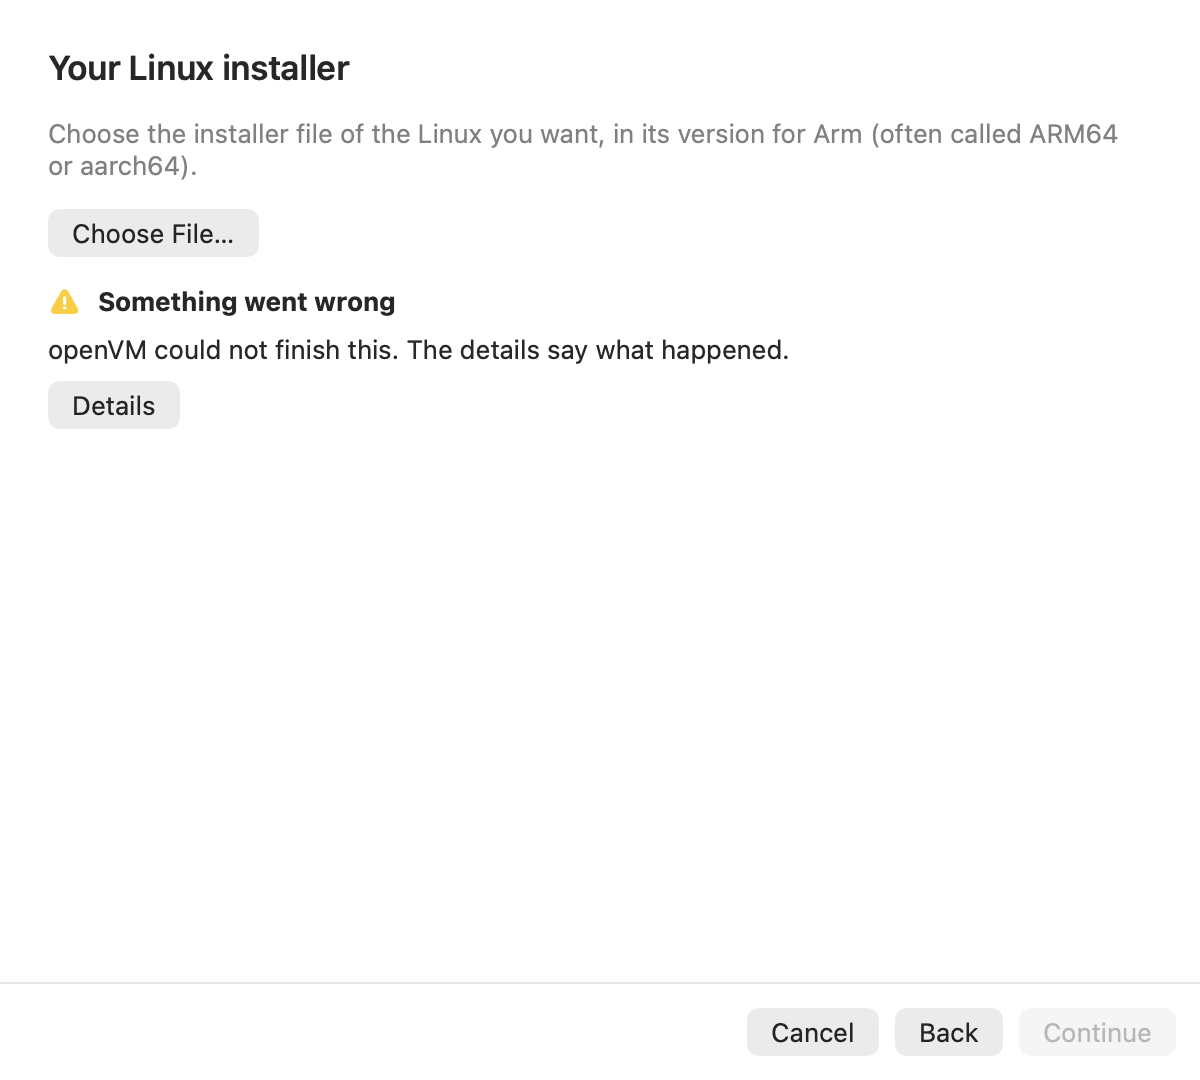 Your Linux installer
Choose the installer file of the Linux you want, in its version for Arm (often called ARM64
or aarch64).
Choose File...
Something went wrong
openVM could not finish this. The details say what happened.
Details
Cancel
Back
Continue